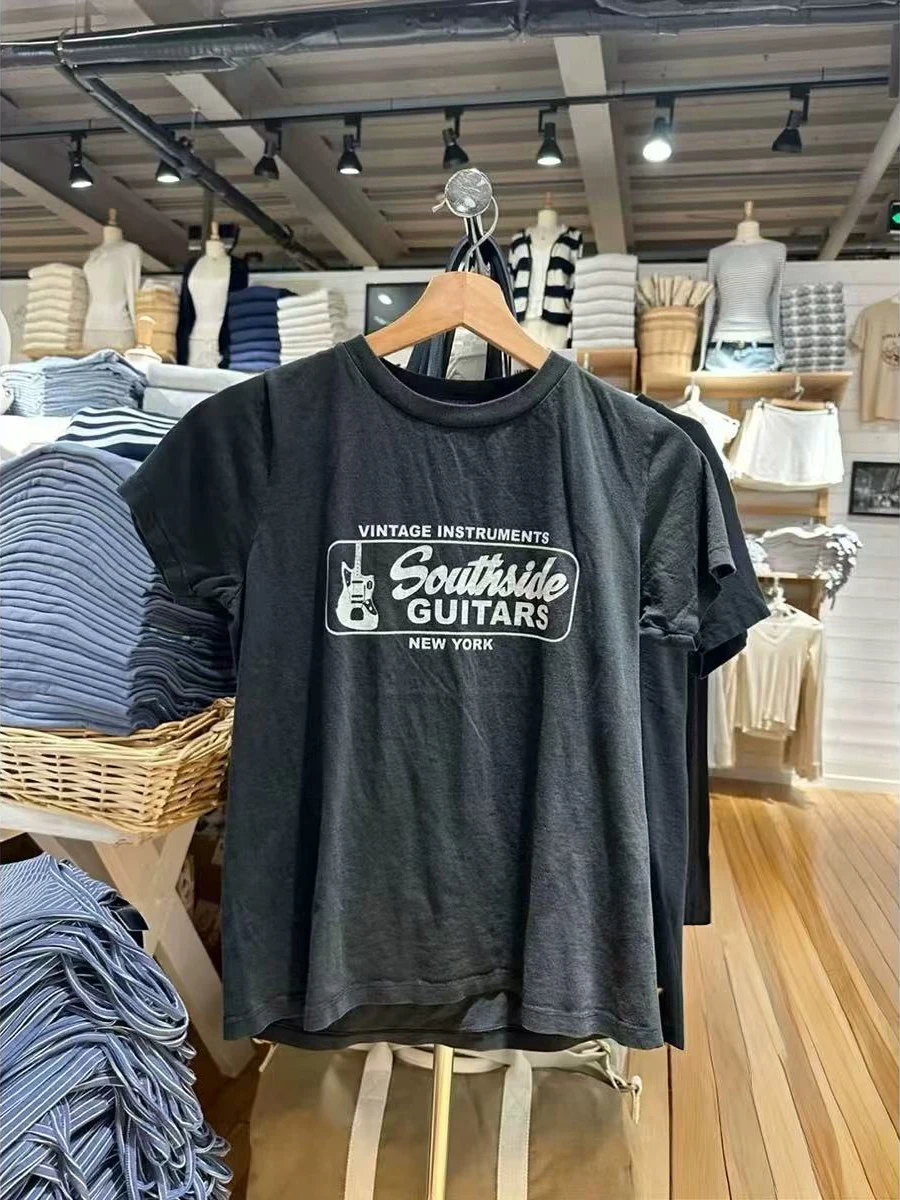 VINTAGE INSTRUMENTS
Southside
GUITARS
NEW YORK